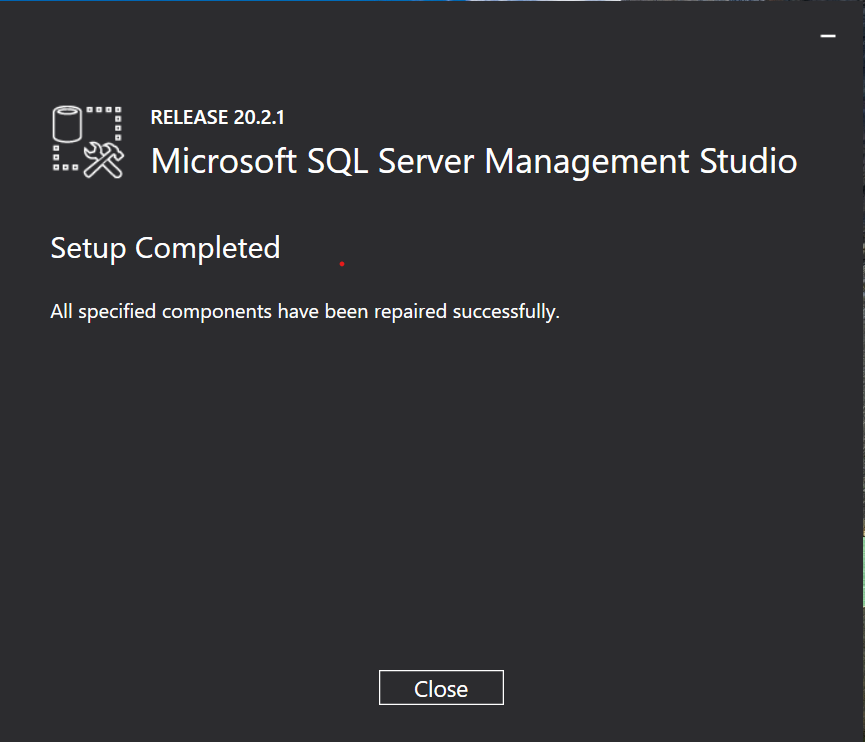 RELEASE 20.2.1
Microsoft SQL Server Management Studio
Setup Completed
All specified components have been repaired successfully.
Close